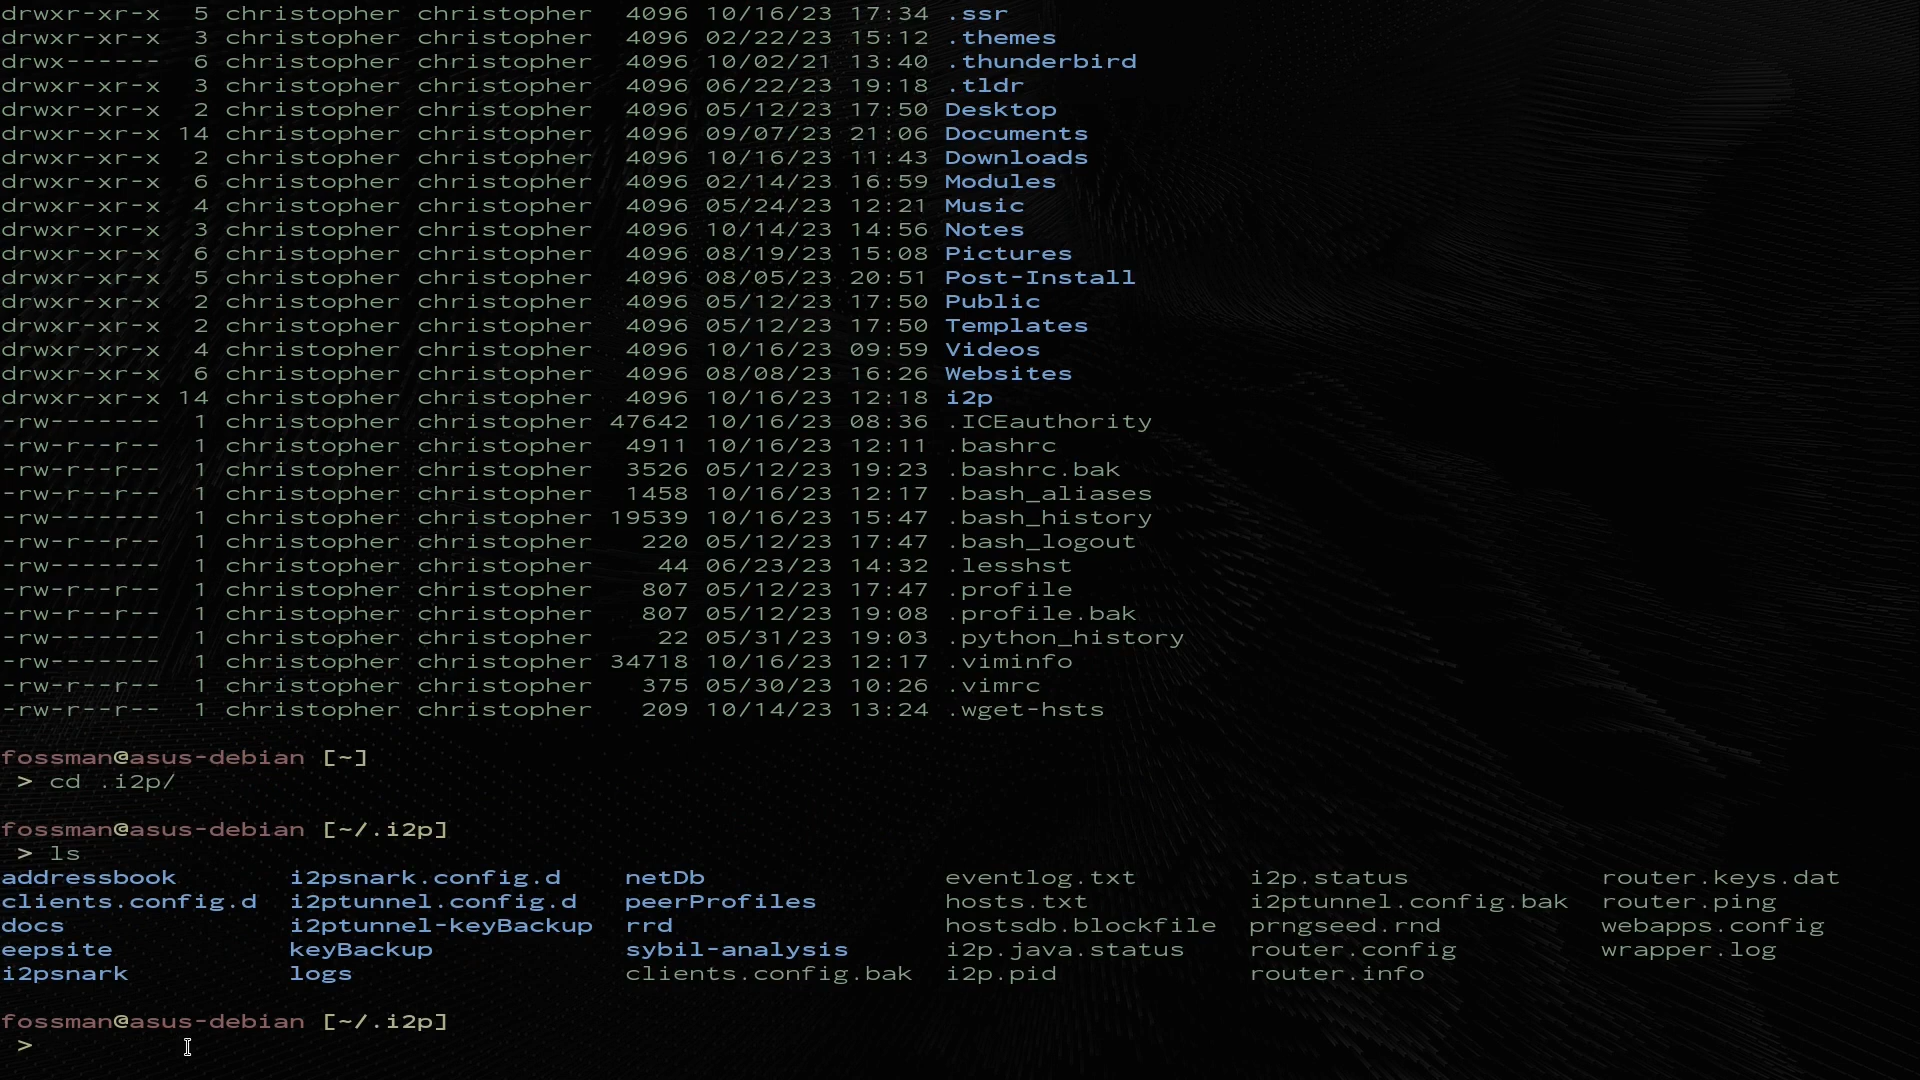 drwxr-xr-x  5 christopher christopher  4096 10/16/23 17:34 .ssr
drwxr-xr-x  3 christopher christopher  4096 02/22/23 15:12 .themes
drwx------  6 christopher christopher  4096 10/02/21 13:40 .thunderbird
drwxr-xr-x  3 christopher christopher  4096 06/22/23 19:18 .tldr
drwxr-xr-x  2 christopher christopher  4096 05/12/23 17:50 Desktop
drwxr-xr-x 14 christopher christopher  4096 09/07/23 21:06 Documents
drwxr-xr-x  2 christopher christopher  4096 10/16/23 11:43 Downloads
drwxr-xr-x  6 christopher christopher  4096 02/14/23 16:59 Modules
drwxr-xr-x  4 christopher christopher  4096 05/24/23 12:21 Music
drwxr-xr-x  3 christopher christopher  4096 10/14/23 14:56 Notes
drwxr-xr-x  6 christopher christopher  4096 08/19/23 15:08 Pictures
drwxr-xr-x  5 christopher christopher  4096 08/05/23 20:51 Post-Install
drwxr-xr-x  2 christopher christopher  4096 05/12/23 17:50 Public
drwxr-xr-x  2 christopher christopher  4096 05/12/23 17:50 Templates
drwxr-xr-x  4 christopher christopher  4096 10/16/23 09:59 Videos
drwxr-xr-x  6 christopher christopher  4096 08/08/23 16:26 Websites
drwxr-xr-x 14 christopher christopher  4096 10/16/23 12:18 i2p
-rw-------  1 christopher christopher 47642 10/16/23 08:36 .ICEauthority
-rw-r--r--  1 christopher christopher  4911 10/16/23 12:11 .bashrc
-rw-r--r--  1 christopher christopher  3526 05/12/23 19:23 .bashrc.bak
-rw-r--r--  1 christopher christopher  1458 10/16/23 12:17 .bash_aliases
-rw-------  1 christopher christopher 19539 10/16/23 15:47 .bash_history
-rw-r--r--  1 christopher christopher   220 05/12/23 17:47 .bash_logout
-rw-------  1 christopher christopher    44 06/23/23 14:32 .lesshst
-rw-r--r--  1 christopher christopher   807 05/12/23 17:47 .profile
-rw-r--r--  1 christopher christopher   807 05/12/23 19:08 .profile.bak
-rw-------  1 christopher christopher    22 05/31/23 19:03 .python_history
-rw-------  1 christopher christopher 34718 10/16/23 12:17 .viminfo
-rw-r--r--  1 christopher christopher   375 05/30/23 10:26 .vimrc
-rw-r--r--  1 christopher christopher   209 10/14/23 13:24 .wget-hsts
fossman@asus-debian [~]
> cd .i2p/
fossman@asus-debian [~/.i2p]
> ls
addressbook i2psnark.config.d netDb eventlog.txt i2p.status router.keys.dat
clients.config.d i2ptunnel.config.d peerProfiles hosts.txt i2ptunnel.config.bak router.ping
docs i2ptunnel-keyBackup rrd hostsdb.blockfile prngseed.rnd webapps.config
eepsite keyBackup sybil-analysis i2p.java.status router.config wrapper.log
i2psnark logs clients.config.bak i2p.pid router.info
fossman@asus-debian [~/.i2p]
>